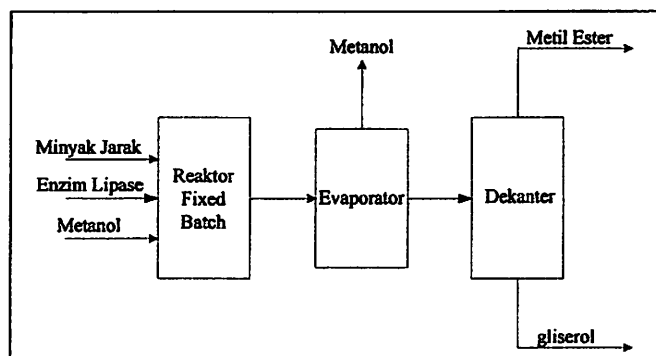 Metil Ester
Metanol
Minyak Jarak
Enzim Lipase
Metanol
Reaktor
Fixed
Batch
Evaporator
Dekanter
gliserol